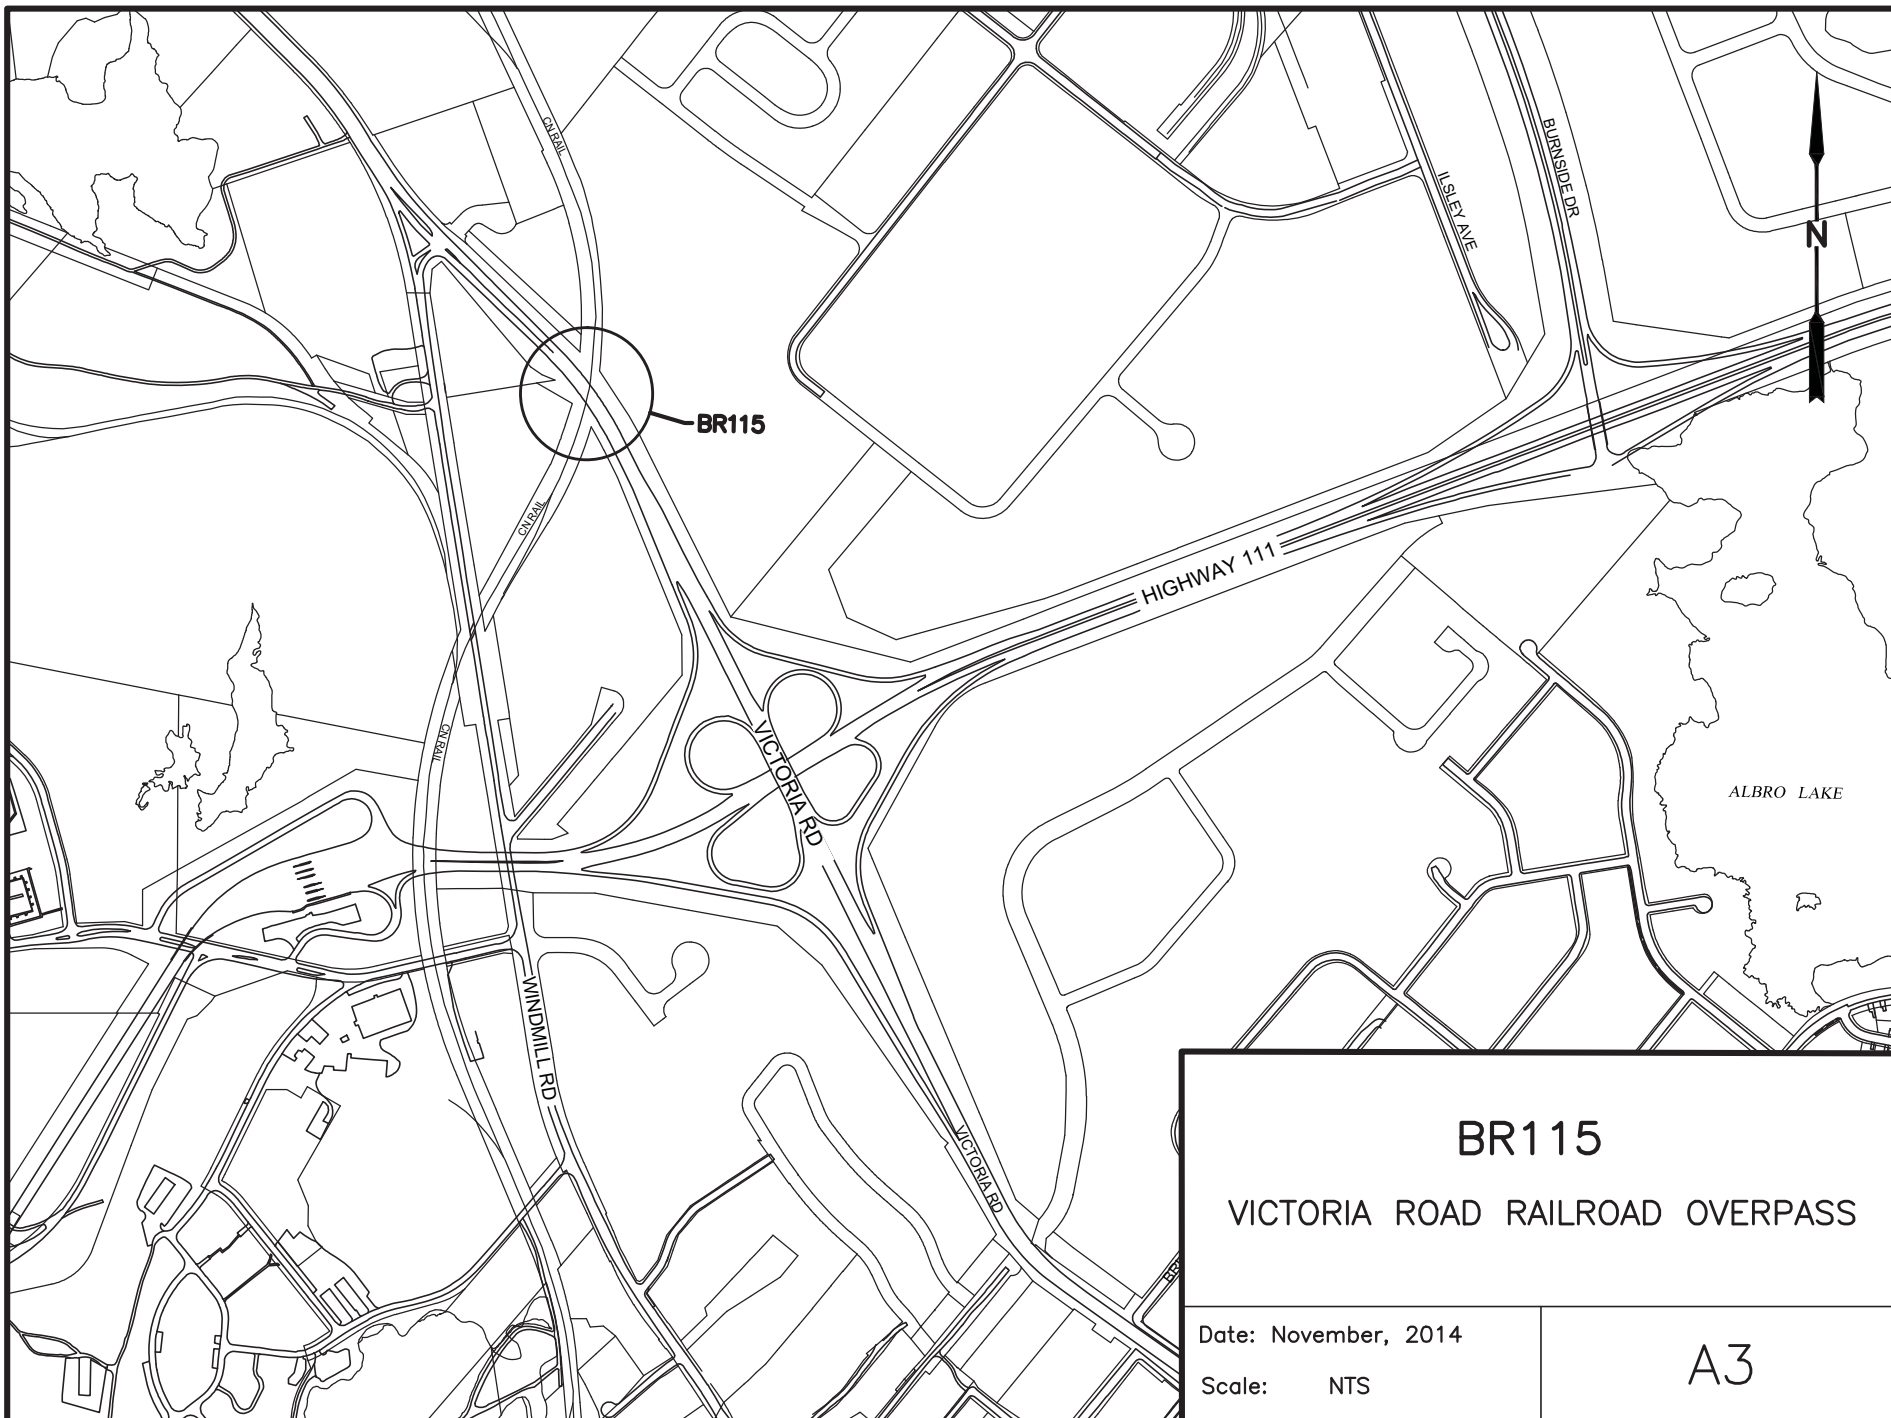 CN RAIL
BURNSIDE DR
ILSLEY AVE
N
BR115
CN RAIL
HIGHWAY 111
CN RAIL
VICTORIA RD
ALBRO LAKE
WINDMILL RD
VICTORIA RD
BR115
VICTORIA ROAD RAILROAD OVERPASS
Date: November, 2014
Scale: NTS
A3